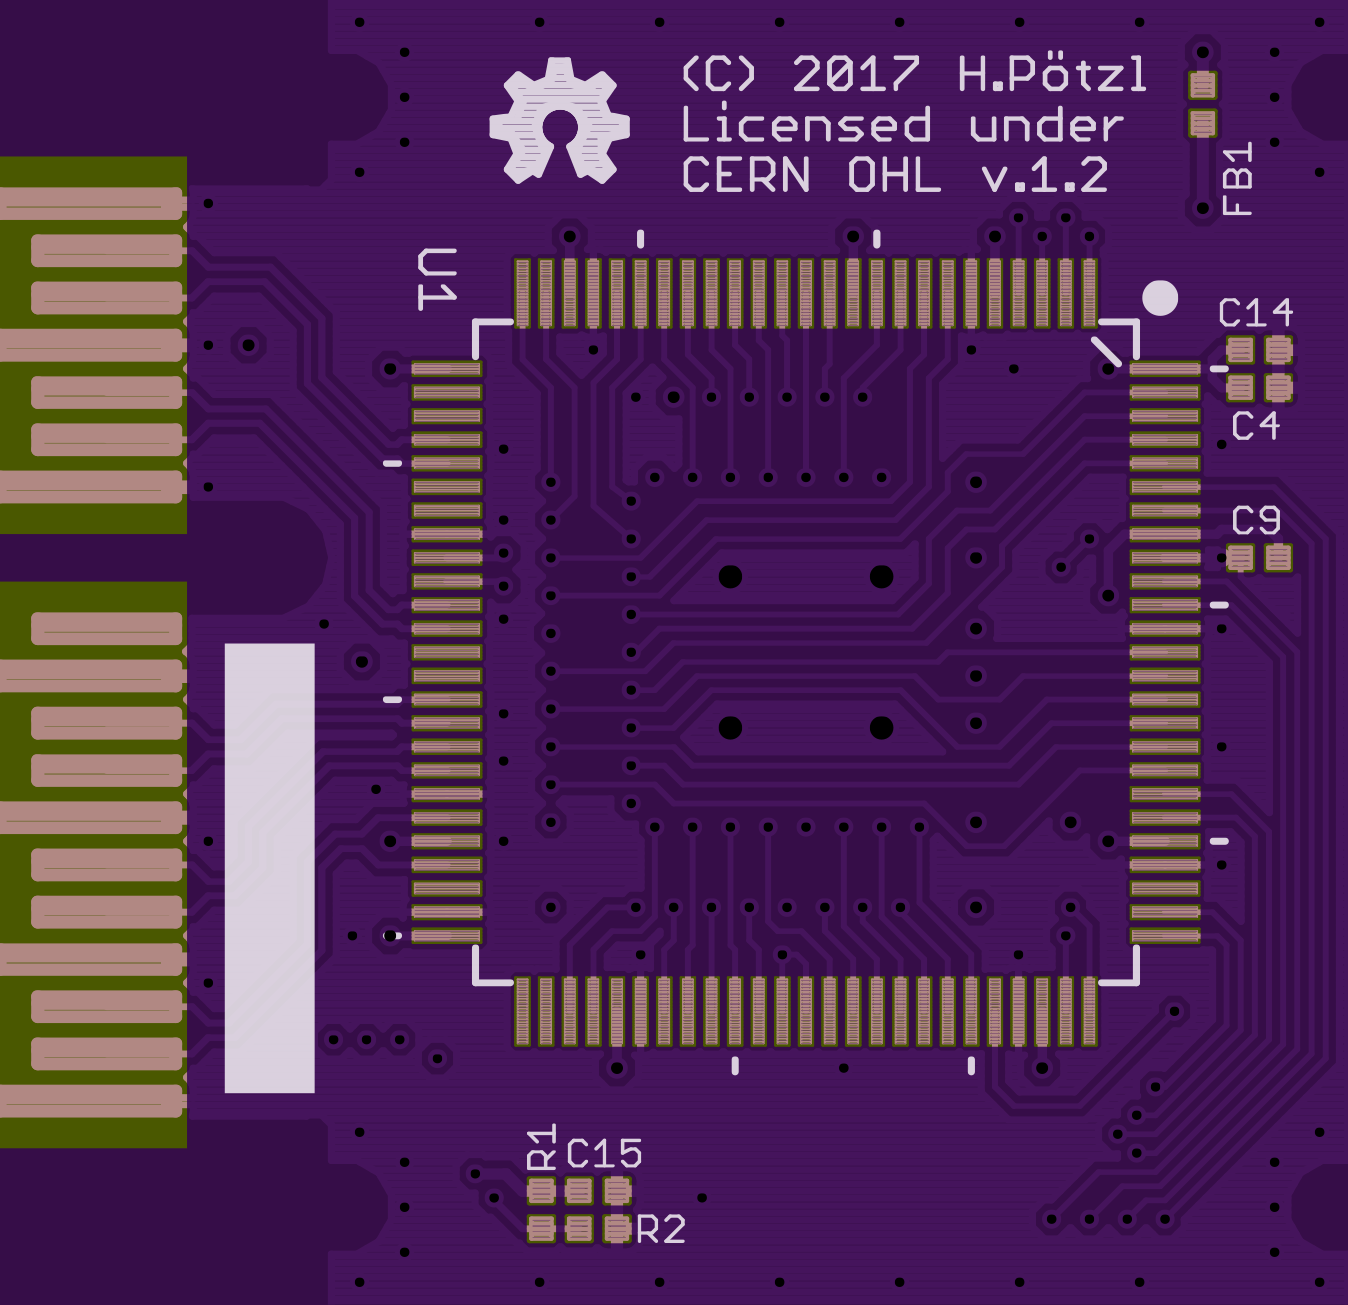 (C) 2017 H.Pötzl
Licensed under
CERN OHL v.1.2
FB1
U1
C14
C4
C9
R1
C15
R2